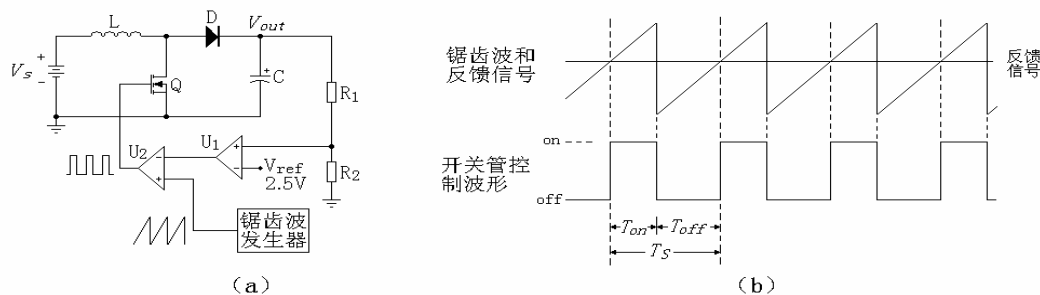 L
D
Vout
Vs
+
-
Q
+
C
R1
U2
U1
+
-
-
+
Vref
2.5V
R2
锯齿波
发生器
(a)
锯齿波和
反馈信号
反馈
信号
on
开关管控
制波形
off
Ton
Toff
TS
(b)